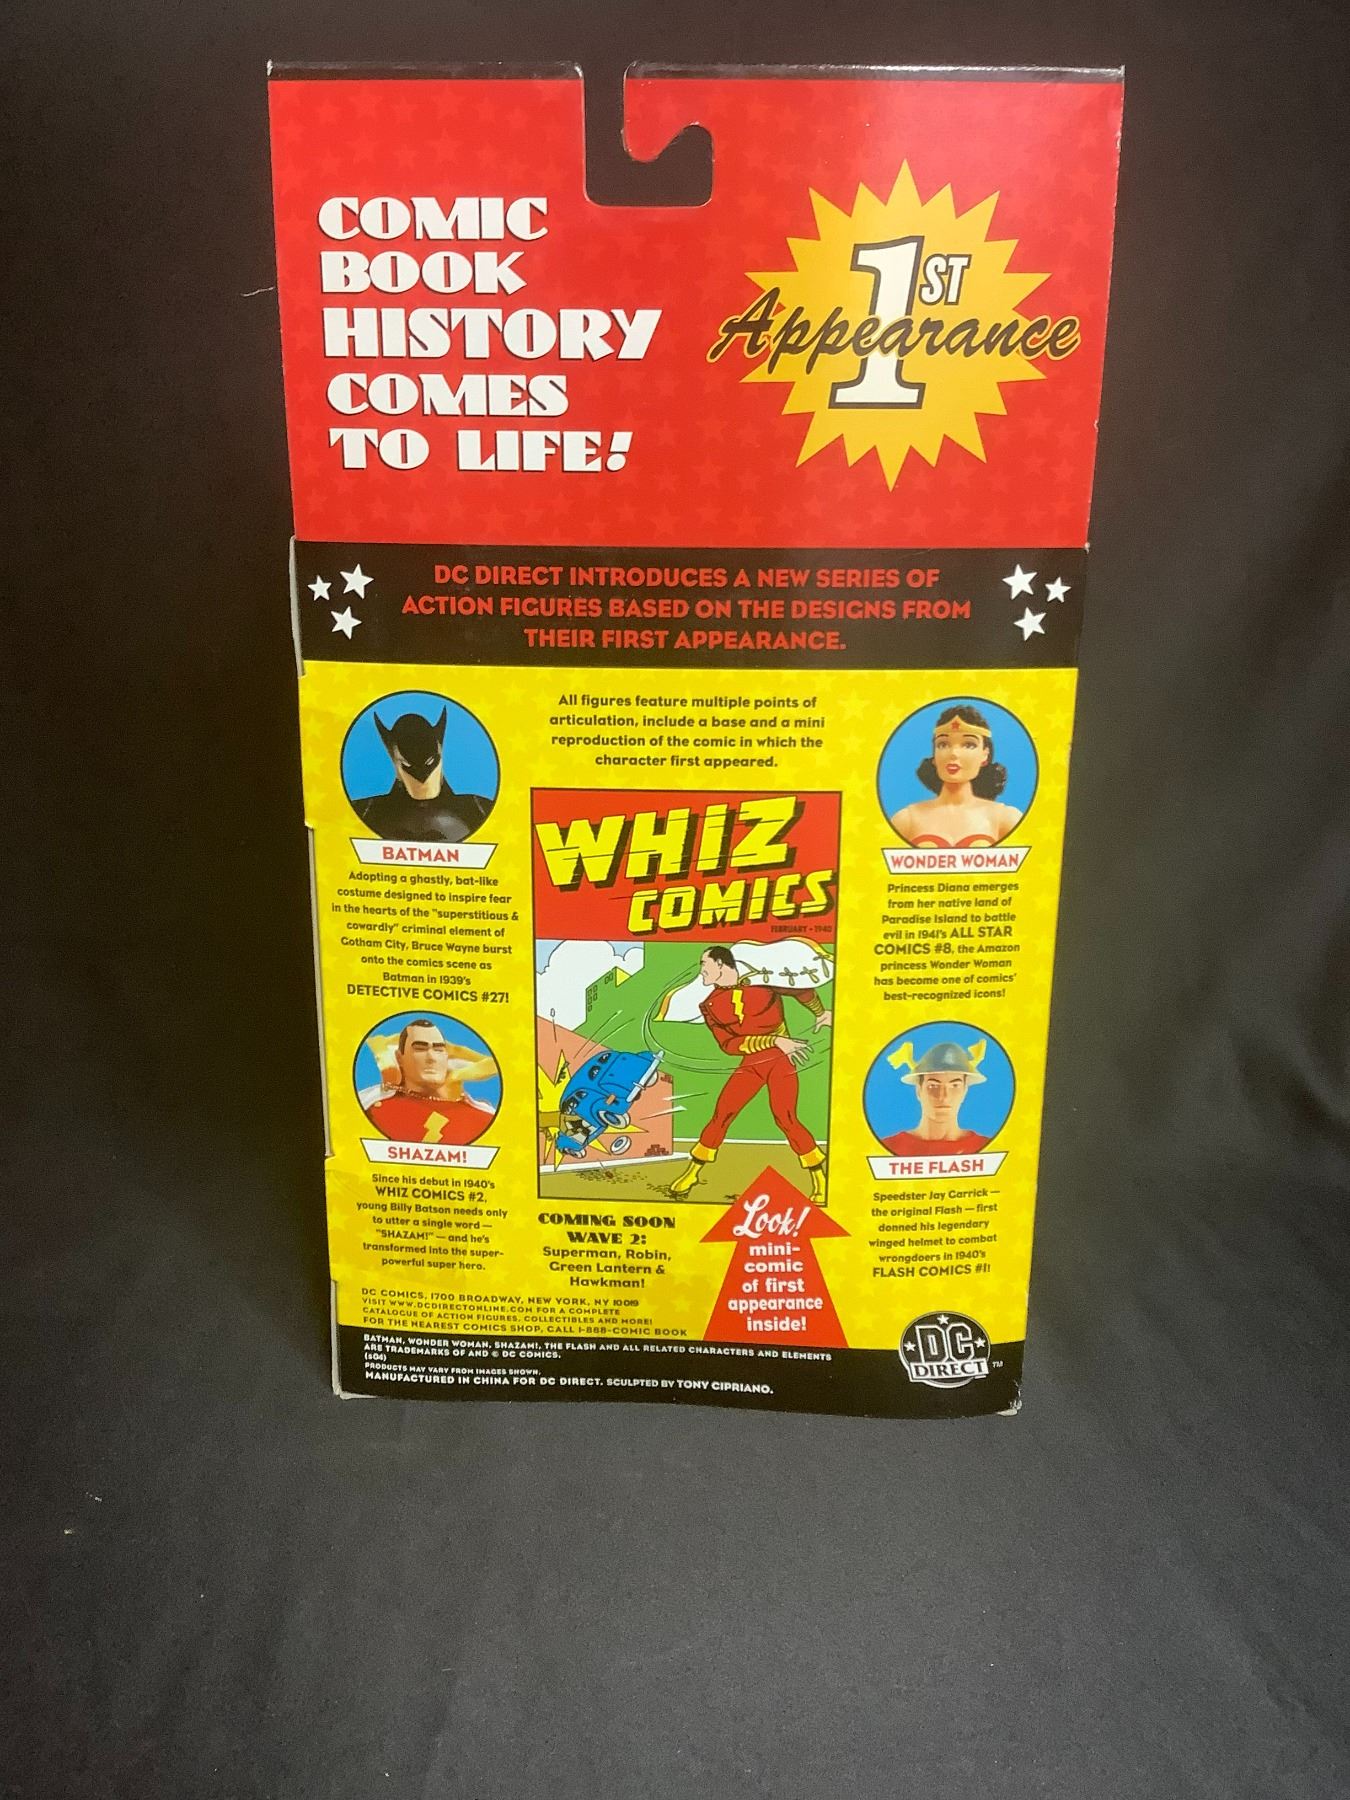 COMIC
BOOK
HISTORY
COMES
TO LIFE!
1ST
Appearance
DC DIRECT INTRODUCES A NEW SERIES OF
ACTION FIGURES BASED ON THE DESIGNS FROM
THEIR FIRST APPEARANCE.
All figures feature multiple points of
articulation, include a base and a mini
reproduction of the comic in which the
character first appeared.
BATMAN
Adopting a ghastly, bat-like
costume designed to inspire fear
in the hearts of the "superstitious &
cowardly" criminal element of
Gotham City, Bruce Wayne burst
onto the comics scene as
Batman in 1939's
DETECTIVE COMICS #27!
WHIZ
COMICS
FEBRUARY • 1940
WONDER WOMAN
Princess Diana emerges
from her native land of
Paradise Island to battle
evil in 1941's ALL STAR
COMICS #8, the Amazon
princess Wonder Woman
has become one of comics'
best-recognized icons!
SHAZAM!
Since his debut in 1940's
WHIZ COMICS #2,
young Billy Batson needs only
to utter a single word —
"SHAZAM!" — and he's
transformed into the super-
powerful super hero.
THE FLASH
Speedster Jay Garrick —
the original Flash — first
donned his legendary
winged helmet to combat
wrongdoers in 1940's
FLASH COMICS #1!
COMING SOON
WAVE 2:
Superman, Robin,
Green Lantern &
Hawkman!
Look!
mini-
comic
of first
appearance
inside!
DC COMICS, 1700 BROADWAY, NEW YORK, NY 10019
VISIT WWW.DCDIRECTONLINE.COM FOR A COMPLETE
CATALOGUE OF ACTION FIGURES, COLLECTIBLES AND MORE!
FOR THE NEAREST COMICS SHOP, CALL 1-888-COMIC BOOK
BATMAN, WONDER WOMAN, SHAZAM!, THE FLASH AND ALL RELATED CHARACTERS AND ELEMENTS
ARE TRADEMARKS OF AND © DC COMICS.
(s04)
PRODUCTS MAY VARY FROM IMAGES SHOWN.
MANUFACTURED IN CHINA FOR DC DIRECT. SCULPTED BY TONY CIPRIANO.
DC
DIRECT TM